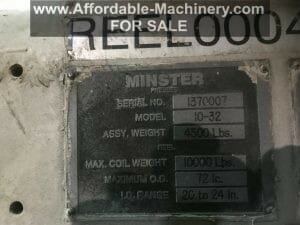 www.Affordable-Machinery.com
FOR SALE
REEL0004
MINSTER
SERIAL NO. 1370007
MODEL 10-32
ASSY. WEIGHT 4500 Lbs.
REEL
MAX. COIL WEIGHT 10000 Lbs.
MAXIMUM O.D. 72 In.
I.D. RANGE 20 to 24 In.